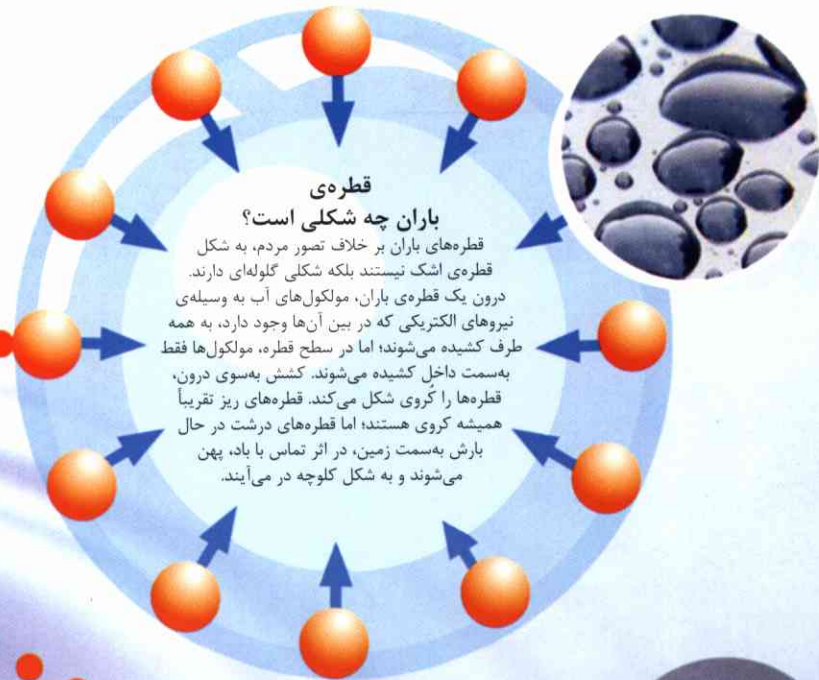 قطره‌ی
باران چه شکلی است؟
قطره‌های باران بر خلاف تصور مردم، به شکل
قطره‌ی اشک نیستند بلکه شکلی گلوله‌ای دارند.
درون یک قطره‌ی باران، مولکول‌های آب به وسیله‌ی
نیروهای الکتریکی که در بین آن‌ها وجود دارد، به همه
طرف کشیده می‌شوند؛ اما در سطح قطره، مولکول‌ها فقط
به‌سمت داخل کشیده می‌شوند. کشش به‌سوی درون،
قطره‌ها را کُروی شکل می‌کند. قطره‌های ریز تقریباً
همیشه کروی هستند؛ اما قطره‌های درشت در حال
بارش به‌سمت زمین، در اثر تماس با باد، پهن
می‌شوند و به شکل کلوچه در می‌آیند.